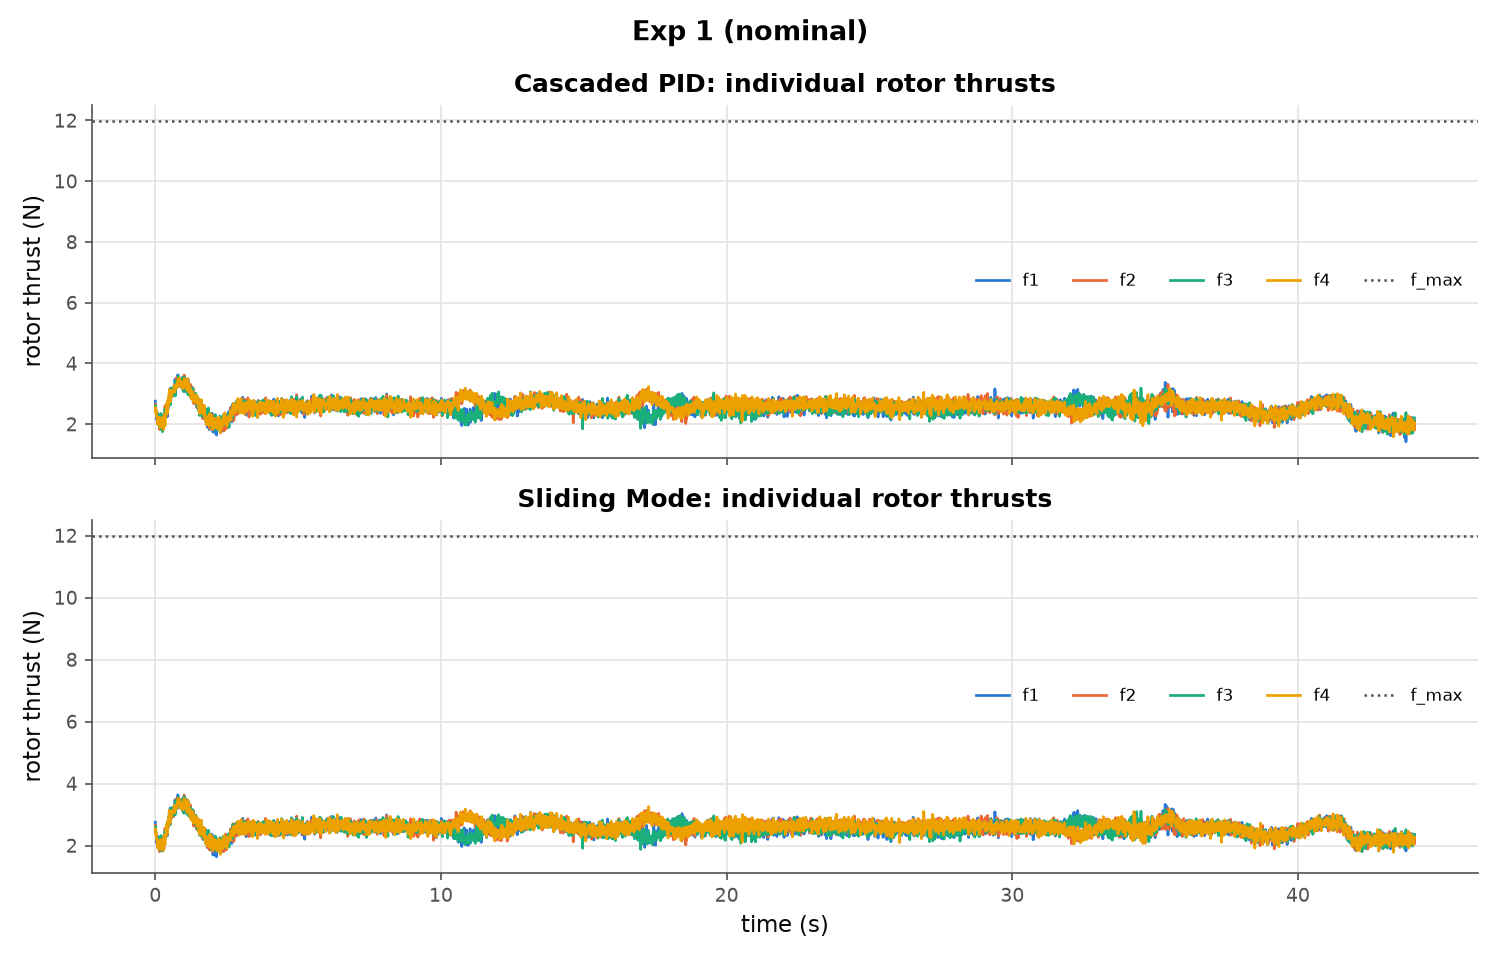 Exp 1 (nominal)
Cascaded PID: individual rotor thrusts
rotor thrust (N)
12
10
8
6
4
2
f1 f2 f3 f4 f_max
Sliding Mode: individual rotor thrusts
rotor thrust (N)
12
10
8
6
4
2
f1 f2 f3 f4 f_max
0 10 20 30 40
time (s)